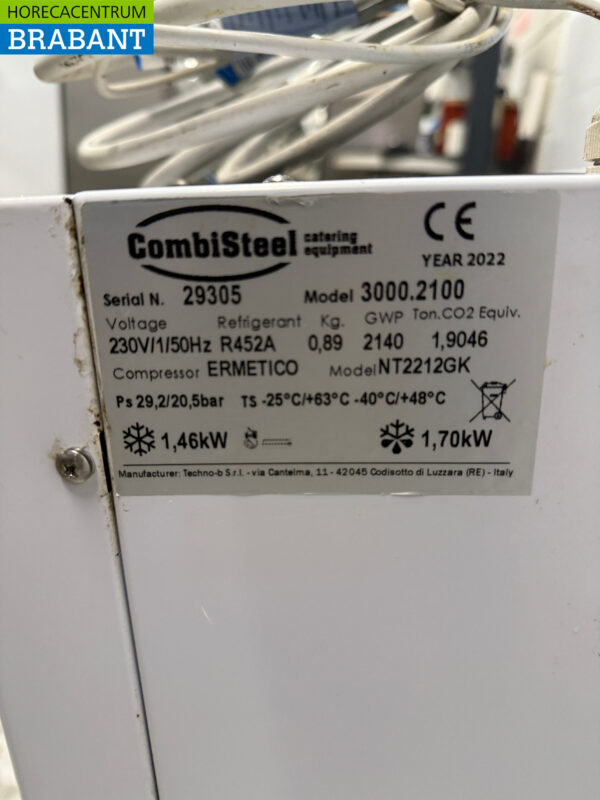 HORECACENTRUM
BRABANT
CombiSteel catering equipment
CE
YEAR 2022
Serial N. 29305 Model 3000.2100
Voltage Refrigerant Kg. GWP Ton.CO2 Equiv.
230V/1/50Hz R452A 0,89 2140 1,9046
Compressor ERMETICO Model NT2212GK
Ps 29,2/20,5bar TS -25°C/+63°C -40°C/+48°C
1,46kW 1,70kW
Manufacturer: Techno-b S.r.l. - via Cantelma, 11 - 42045 Codisotto di Luzzara (RE) - Italy